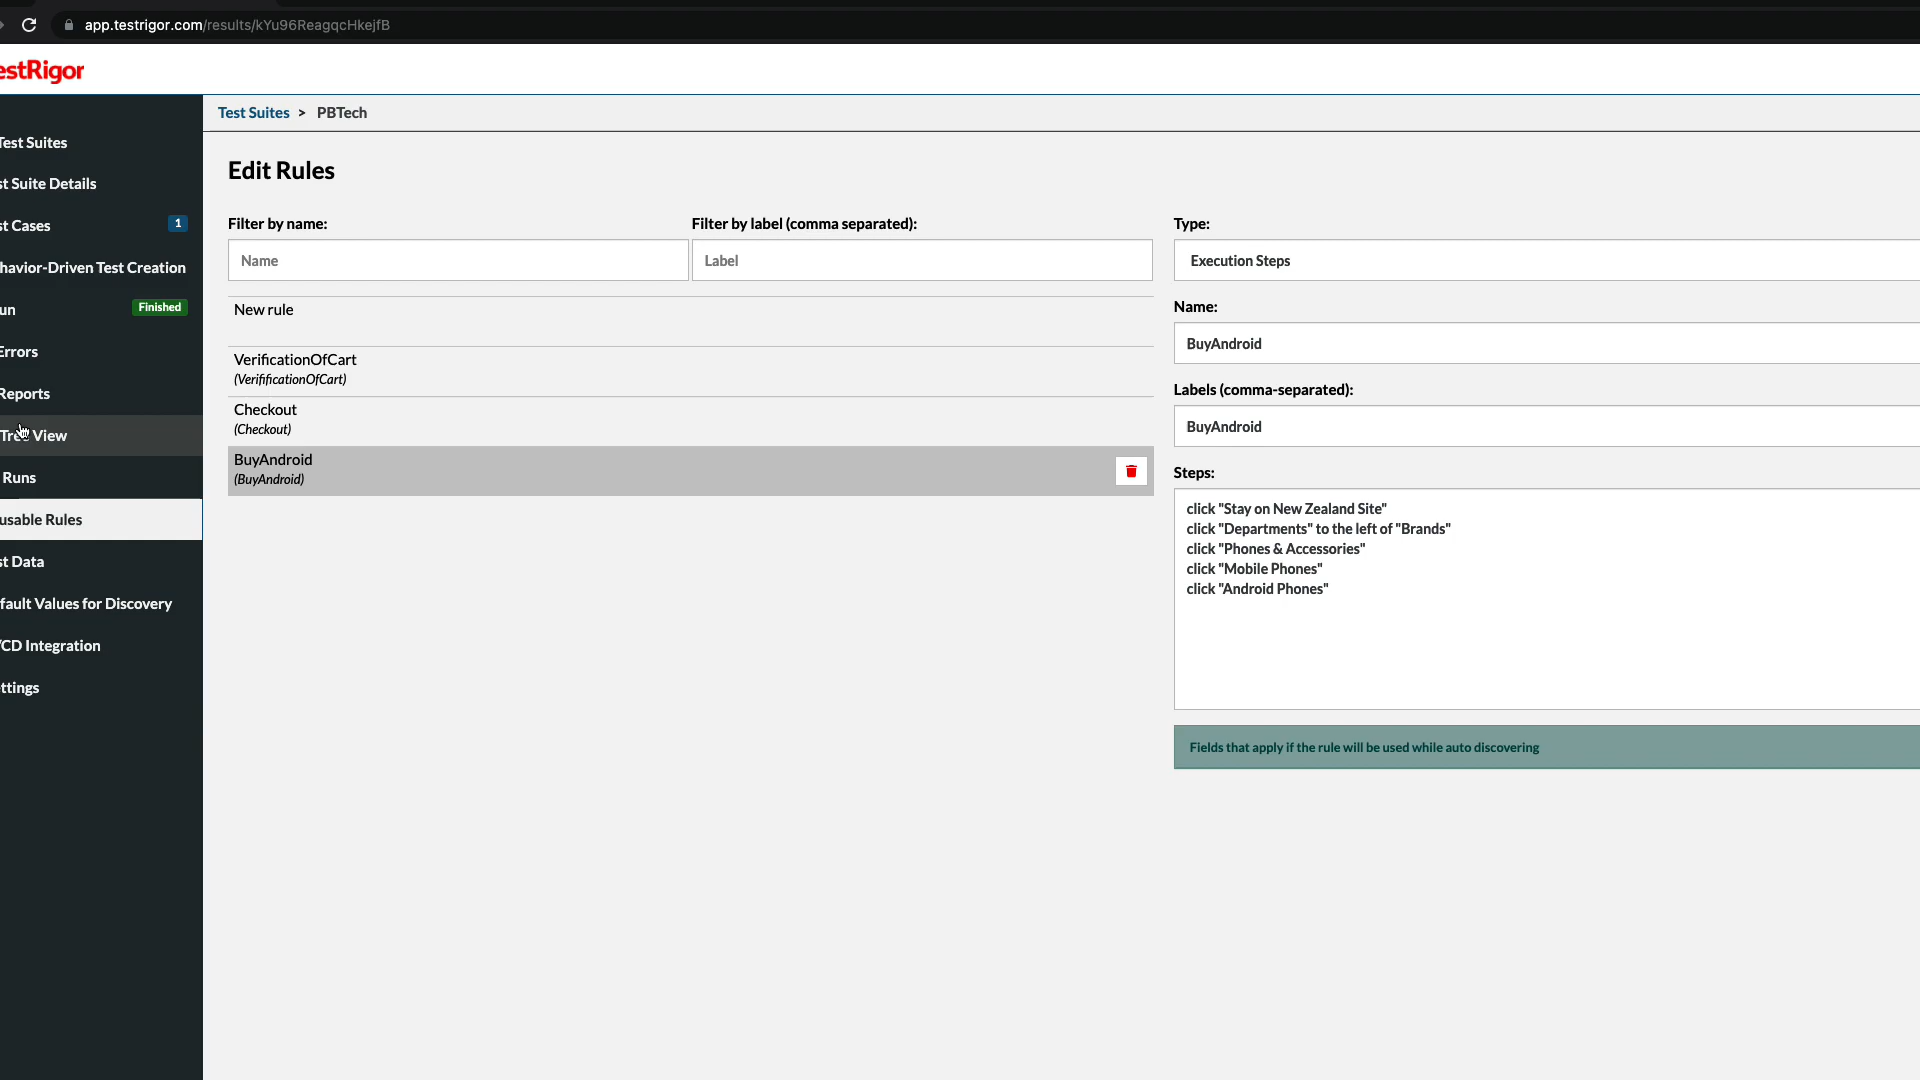 app.testrigor.com/results/kYu96ReagqcHkejfB
estRigor
Test Suites > PBTech
Test Suites
st Suite Details
st Cases 1
havior-Driven Test Creation
un Finished
Errors
Reports
Tree View
Runs
usable Rules
st Data
fault Values for Discovery
/CD Integration
ttings
Edit Rules
Filter by name:
Name
Filter by label (comma separated):
Label
New rule
VerificationOfCart
(VerififficationOfCart)
Checkout
(Checkout)
BuyAndroid
(BuyAndroid)
Type:
Execution Steps
Name:
BuyAndroid
Labels (comma-separated):
BuyAndroid
Steps:
click "Stay on New Zealand Site"
click "Departments" to the left of "Brands"
click "Phones & Accessories"
click "Mobile Phones"
click "Android Phones"
Fields that apply if the rule will be used while auto discovering